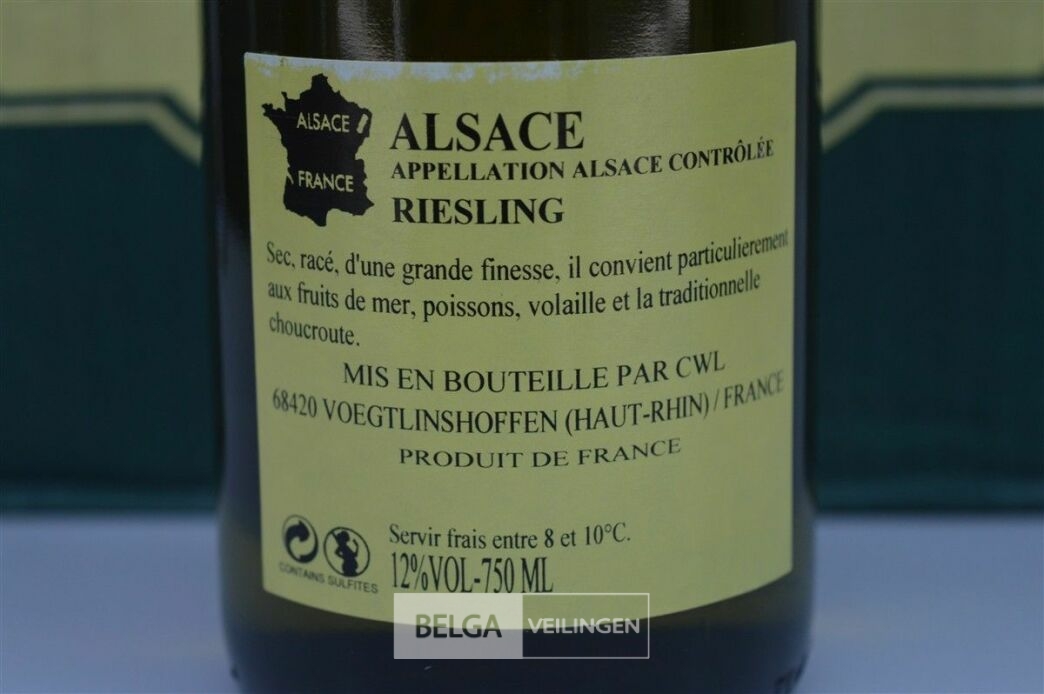 ALSACE
FRANCE
ALSACE
APPELLATION ALSACE CONTRÔLÉE
RIESLING
Sec, racé, d'une grande finesse, il convient particulierement
aux fruits de mer, poissons, volaille et la traditionnelle
choucroute.
MIS EN BOUTEILLE PAR CWL
68420 VOEGTLINSHOFFEN (HAUT-RHIN) / FRANCE
PRODUIT DE FRANCE
CONTAINS SULFITES
Servir frais entre 8 et 10°C.
12%VOL-750 ML
BELGA VEILINGEN